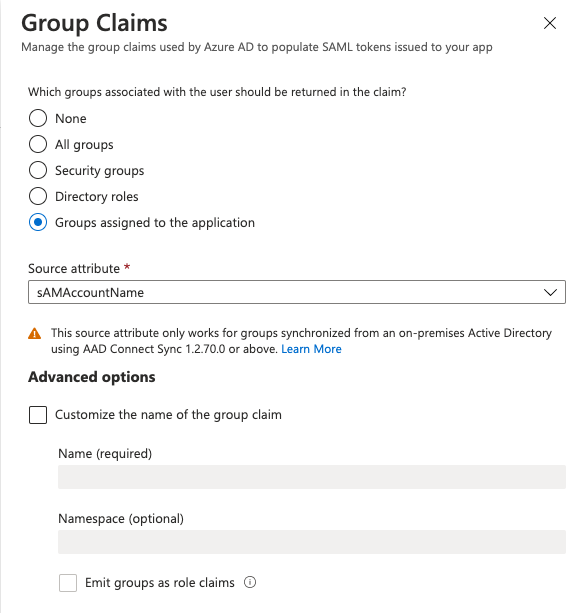 Group Claims
Manage the group claims used by Azure AD to populate SAML tokens issued to your app
Which groups associated with the user should be returned in the claim?
None
All groups
Security groups
Directory roles
Groups assigned to the application
Source attribute *
sAMAccountName
This source attribute only works for groups synchronized from an on-premises Active Directory
using AAD Connect Sync 1.2.70.0 or above. Learn More
Advanced options
Customize the name of the group claim
Name (required)
Namespace (optional)
Emit groups as role claims